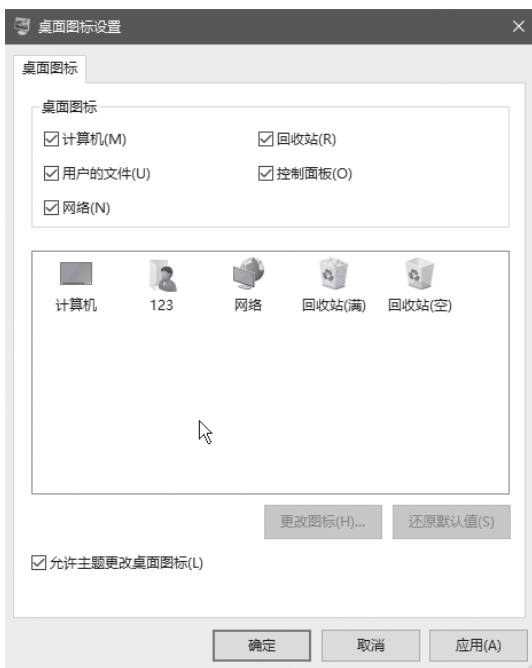 桌面图标设置
桌面图标
桌面图标
计算机(M) 回收站(R)
用户的文件(U) 控制面板(O)
网络(N)
计算机 123 网络 回收站(满) 回收站(空)
更改图标(H)... 还原默认值(S)
允许主题更改桌面图标(L)
确定 取消 应用(A)